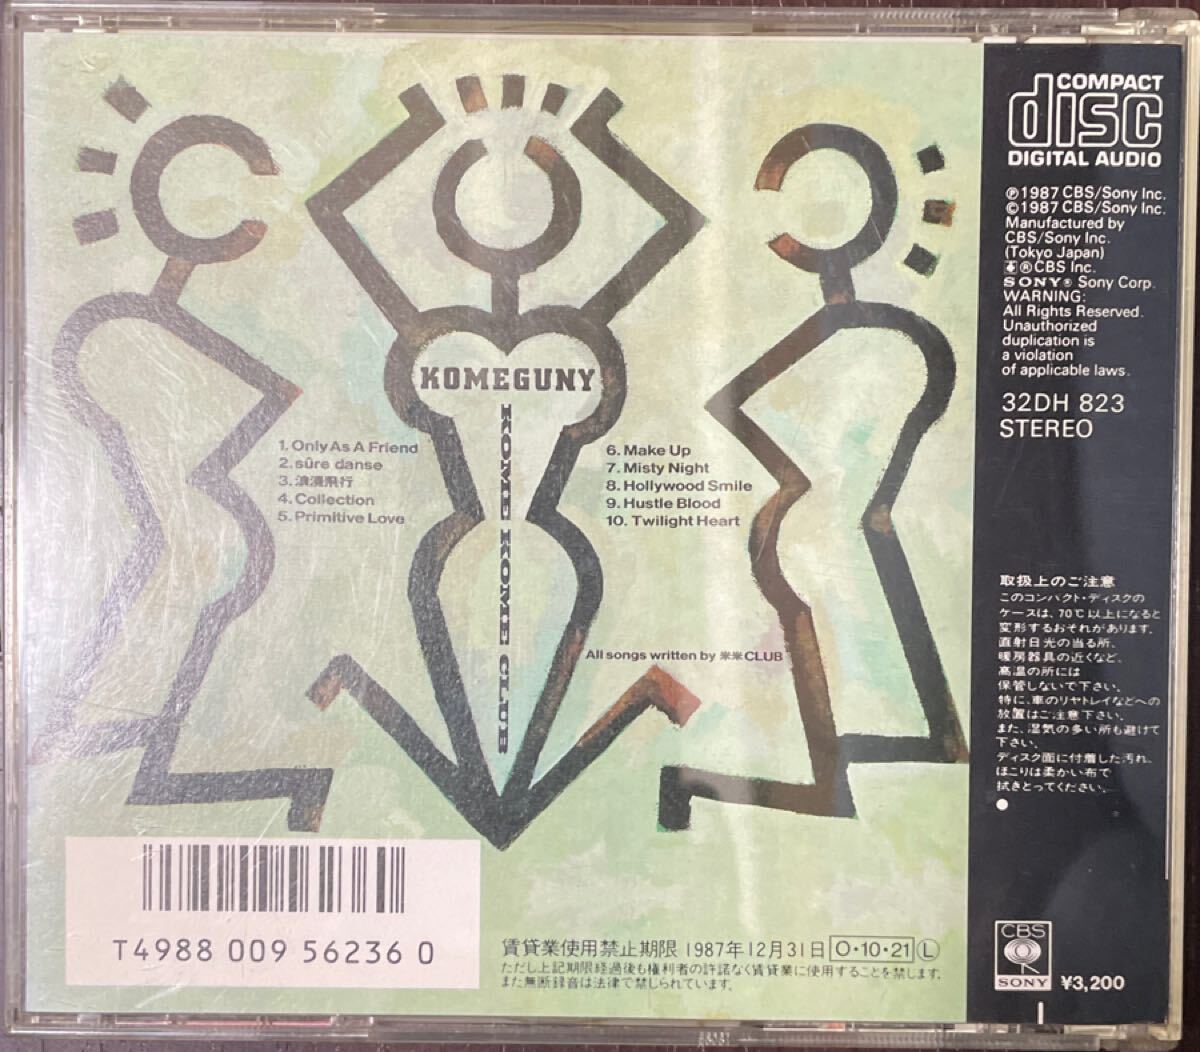 KOMEGUNY
KOME KOME CLUB
1. Only As A Friend
2. sûre danse
3. 浪漫飛行
4. Collection
5. Primitive Love
6. Make Up
7. Misty Night
8. Hollywood Smile
9. Hustle Blood
10. Twilight Heart
All songs written by 米米CLUB
T4988 009 56236 0
賃貸業使用禁止期限 1987年12月31日 O・10・21 L
ただし上記期限経過後も権利者の許諾なく賃貸業に使用することを禁します。
また無断録音は法律で禁じられています。
COMPACT
disc
DIGITAL AUDIO
Ⓟ1987 CBS/Sony Inc.
©1987 CBS/Sony Inc.
Manufactured by
CBS/Sony Inc.
(Tokyo Japan)
®CBS Inc.
SONY® Sony Corp.
WARNING:
All Rights Reserved.
Unauthorized
duplication is
a violation
of applicable laws.
32DH 823
STEREO
取扱上のご注意
このコンパクト・ディスクの
ケースは、70℃以上になると
変形するおそれがあります。
直射日光の当る所、
暖房器具の近くなど、
高温の所には
保管しないで下さい。
特に、車のリヤトレイなどへの
放置はご注意下さい。
また、湿気の多い所も避けて
下さい。
ディスク面に付着した汚れ、
ほこりは柔かい布で
拭きとってください。
CBS
SONY
¥3,200